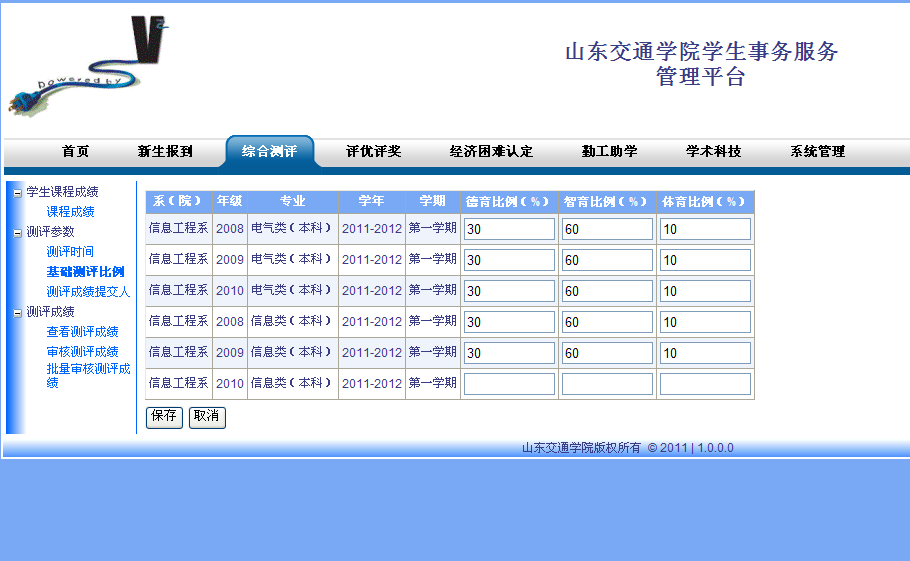 V2
powered by
山东交通学院学生事务服务
管理平台
首页 新生报到 综合测评 评优评奖 经济困难认定 勤工助学 学术科技 系统管理
学生课程成绩
课程成绩
测评参数
测评时间
基础测评比例
测评成绩提交人
测评成绩
查看测评成绩
审核测评成绩
批量审核测评成
绩
系（院） 年级 专业 学年 学期 德育比例（%） 智育比例（%） 体育比例（%）
信息工程系 2008 电气类（本科） 2011-2012 第一学期 30 60 10
信息工程系 2009 电气类（本科） 2011-2012 第一学期 30 60 10
信息工程系 2010 电气类（本科） 2011-2012 第一学期 30 60 10
信息工程系 2008 信息类（本科） 2011-2012 第一学期 30 60 10
信息工程系 2009 信息类（本科） 2011-2012 第一学期 30 60 10
信息工程系 2010 信息类（本科） 2011-2012 第一学期
保存 取消
山东交通学院版权所有 © 2011 | 1.0.0.0